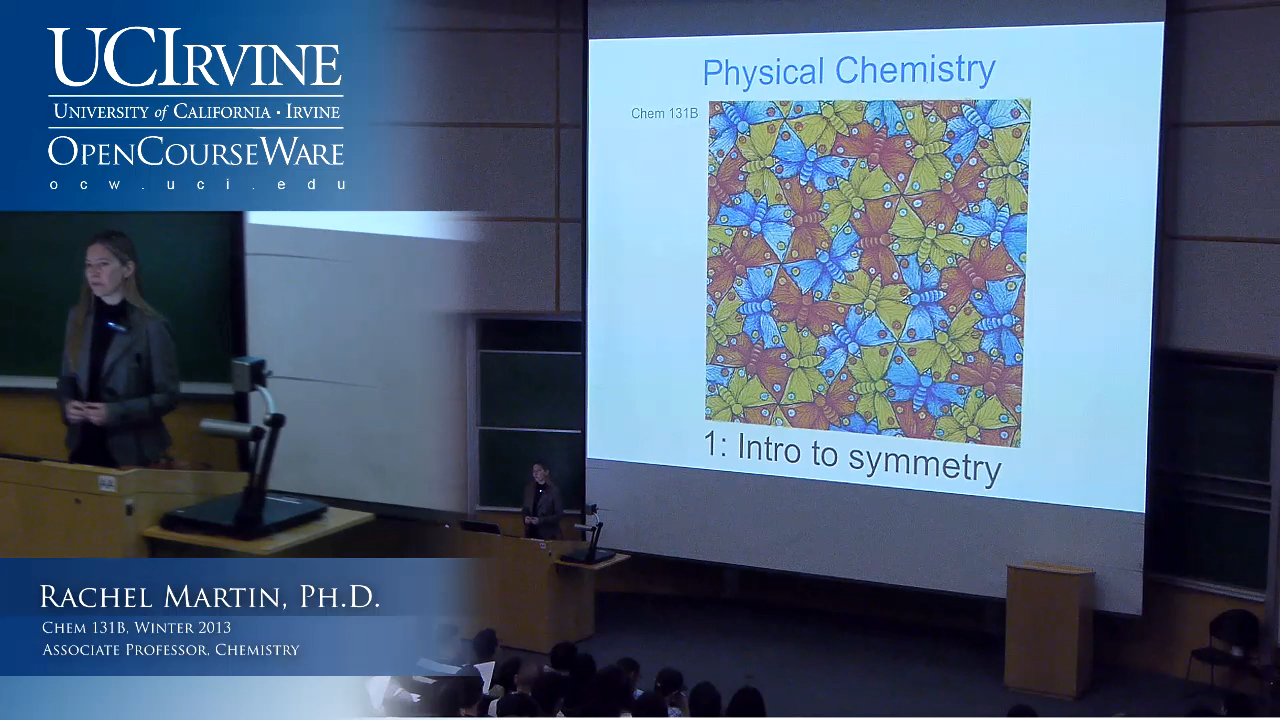 UCIRVINE
UNIVERSITY of CALIFORNIA · IRVINE
OPENCOURSEWARE
ocw.uci.edu
Physical Chemistry
Chem 131B
1: Intro to symmetry
RACHEL MARTIN, PH.D.
CHEM 131B, WINTER 2013
ASSOCIATE PROFESSOR, CHEMISTRY